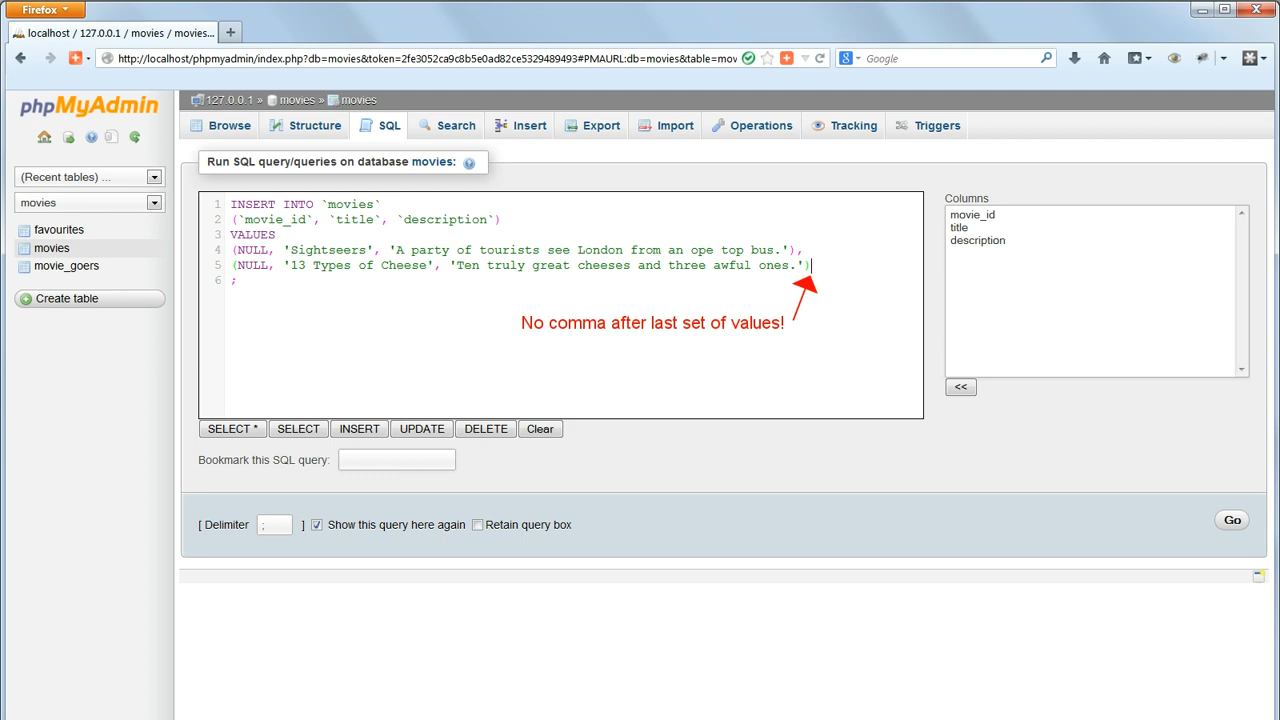 Firefox
localhost / 127.0.0.1 / movies / movies...
http://localhost/phpmyadmin/index.php?db=movies&token=2fe3052ca9c8b5e0ad82ce5329489493#PMAURL:db=movies&table=mov
Google
phpMyAdmin
(Recent tables) ...
movies
favourites
movies
movie_goers
Create table
127.0.0.1 » movies » movies
Browse Structure SQL Search Insert Export Import Operations Tracking Triggers
Run SQL query/queries on database movies:
1 INSERT INTO `movies`
2 (`movie_id`, `title`, `description`)
3 VALUES
4 (NULL, 'Sightseers', 'A party of tourists see London from an ope top bus.'),
5 (NULL, '13 Types of Cheese', 'Ten truly great cheeses and three awful ones.')
6 ;
No comma after last set of values!
Columns
movie_id
title
description
<<
SELECT * SELECT INSERT UPDATE DELETE Clear
Bookmark this SQL query:
[ Delimiter ; ] Show this query here again Retain query box
Go